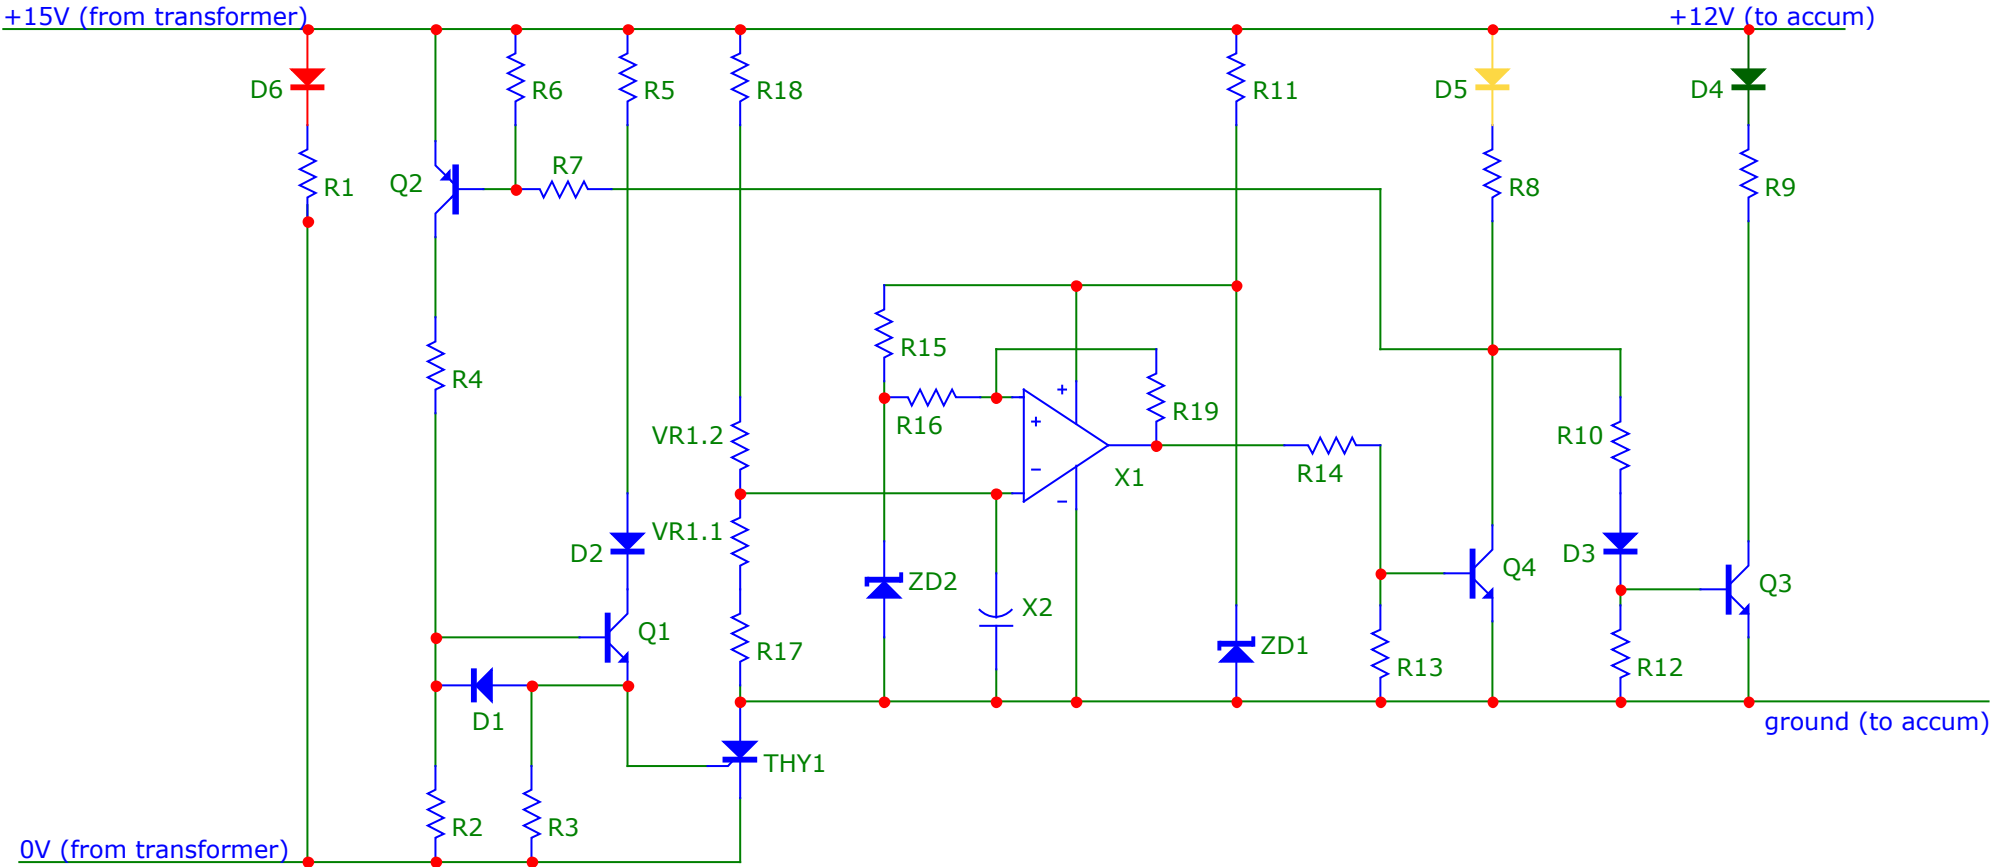 +15V (from transformer)
+12V (to accum)
D6
R6
R5
R18
R11
D5
D4
R7
Q2
R1
R8
R9
R15
R4
R19
R16
VR1.2
R10
+
+
−
−
X1
R14
VR1.1
D2
D3
ZD2
Q4
Q3
X2
Q1
R17
ZD1
R13
R12
D1
ground (to accum)
THY1
R2
R3
0V (from transformer)